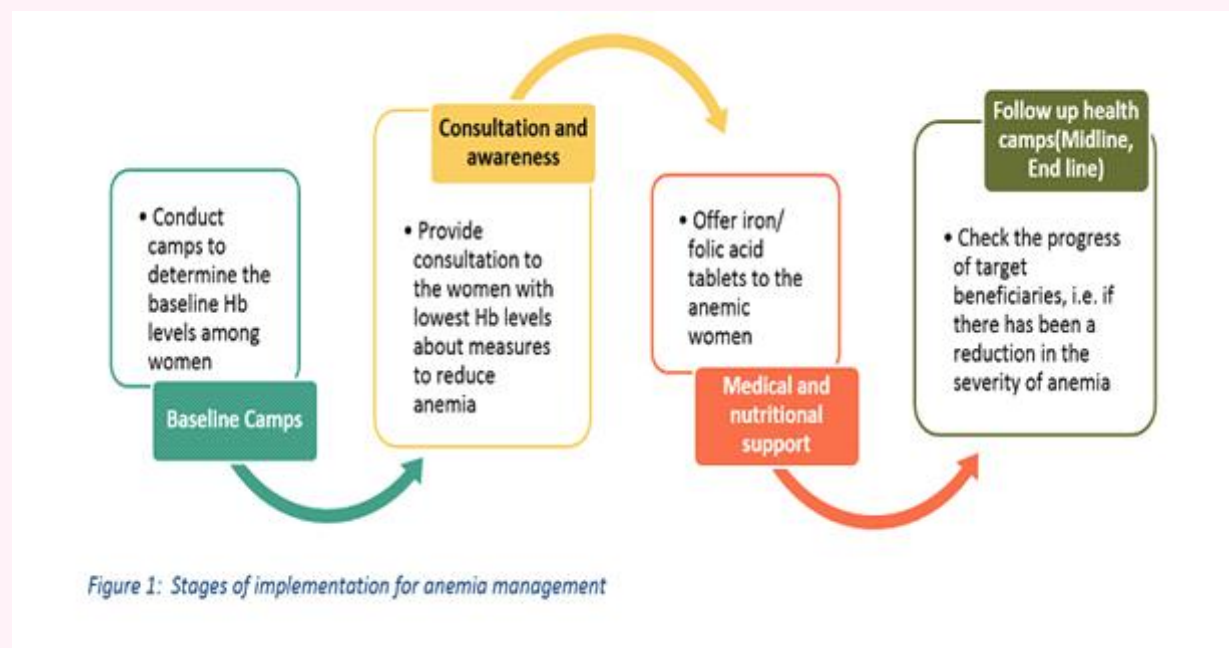 • Conduct
camps to
determine the
baseline Hb
levels among
women
Baseline Camps
Consultation and
awareness
• Provide
consultation to
the women with
lowest Hb levels
about measures
to reduce
anemia
• Offer iron/
folic acid
tablets to the
anemic
women
Medical and
nutritional
support
Follow up health
camps(Midline,
End line)
• Check the progress
of target
beneficiaries, i.e. if
there has been a
reduction in the
severity of anemia
Figure 1: Stages of implementation for anemia management